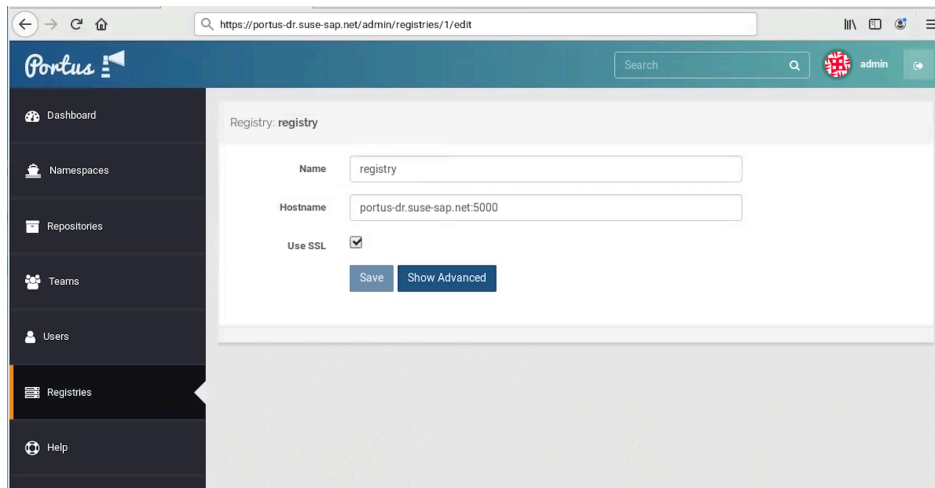 https://portus-dr.suse-sap.net/admin/registries/1/edit
Portus
Search
admin
Dashboard
Namespaces
Repositories
Teams
Users
Registries
Help
Registry: registry
Name registry
Hostname portus-dr.suse-sap.net:5000
Use SSL
Save Show Advanced